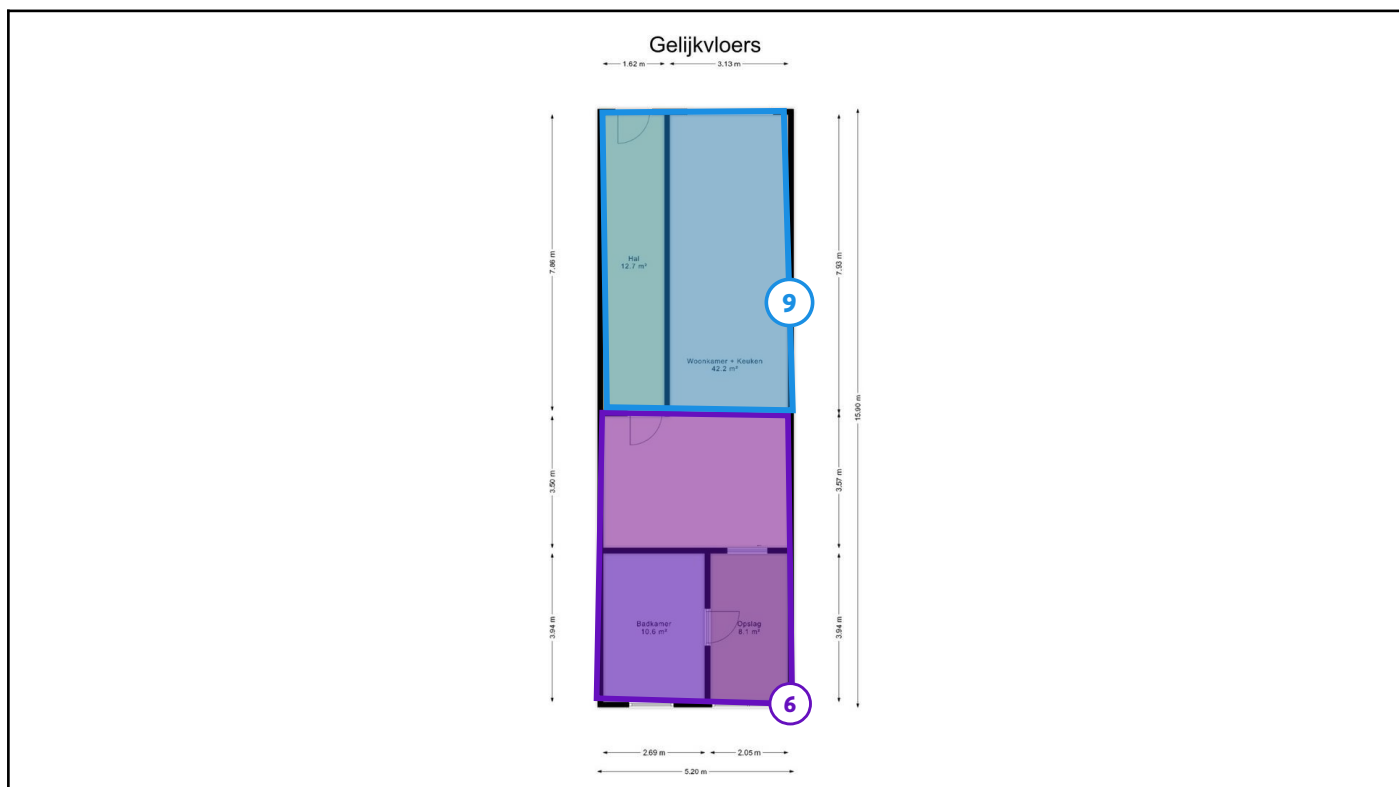 Gelijkvloers
1.62 m
3.13 m
7.86 m
7.93 m
15.90 m
Hal
12.7 m²
9
Woonkamer + Keuken
42.2 m²
3.50 m
3.57 m
3.94 m
3.94 m
Badkamer
10.6 m²
Opslag
8.1 m²
6
2.69 m
2.05 m
5.20 m